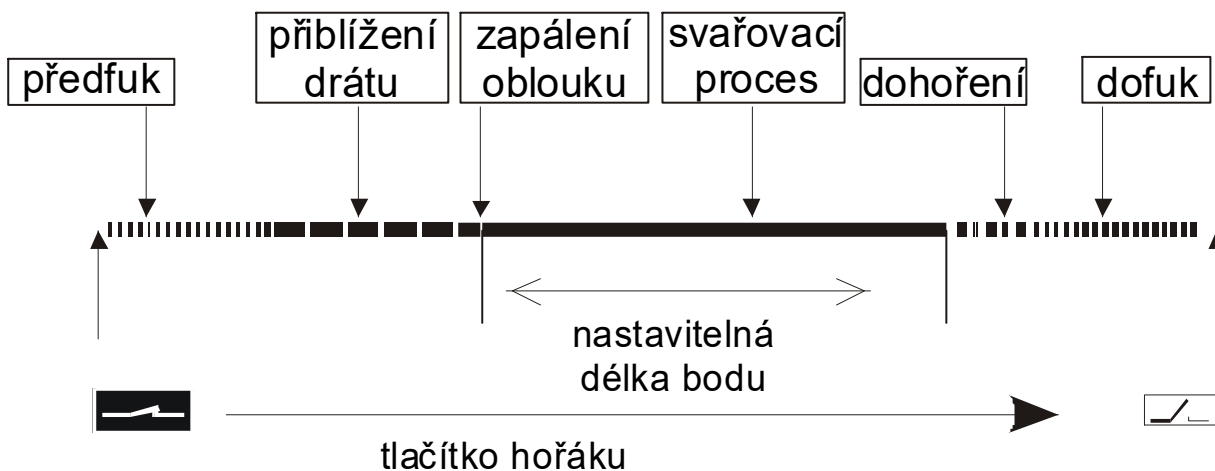 předfuk
přiblížení
drátu
zapálení
oblouku
svařovací
proces
dohoření
dofuk
nastavitelná
délka bodu
tlačítko hořáku